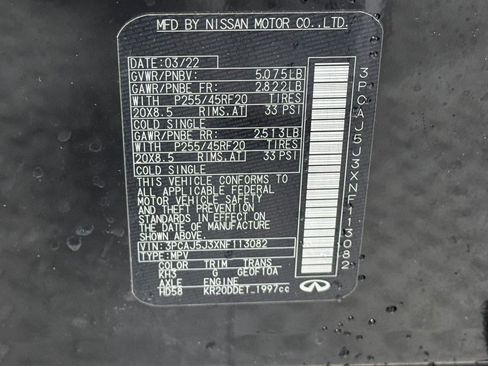 MFD BY NISSAN MOTOR CO.,LTD.
DATE: 03/22
GVWR/PNBV: 5,075LB
GAWR/PNBE FR: 2,822LB
WITH P255/45RF20 TIRES
20X8.5 RIMS,AT 33 PSI
COLD SINGLE
GAWR/PNBE RR: 2,513LB
WITH P255/45RF20 TIRES
20X8.5 RIMS,AT 33 PSI
COLD SINGLE
THIS VEHICLE CONFORMS TO
ALL APPLICABLE FEDERAL
MOTOR VEHICLE SAFETY,
AND THEFT PREVENTION
STANDARDS IN EFFECT ON
THE DATE OF MANUFACTURE
SHOWN ABOVE.
VIN: 3PCAJ5J3XNF113082
TYPE: MPV
COLOR TRIM TRANS
KH3 G GEOF10A
AXLE ENGINE
HD58 KR20DDET 1997cc
3PCAJ5J3XNF113082